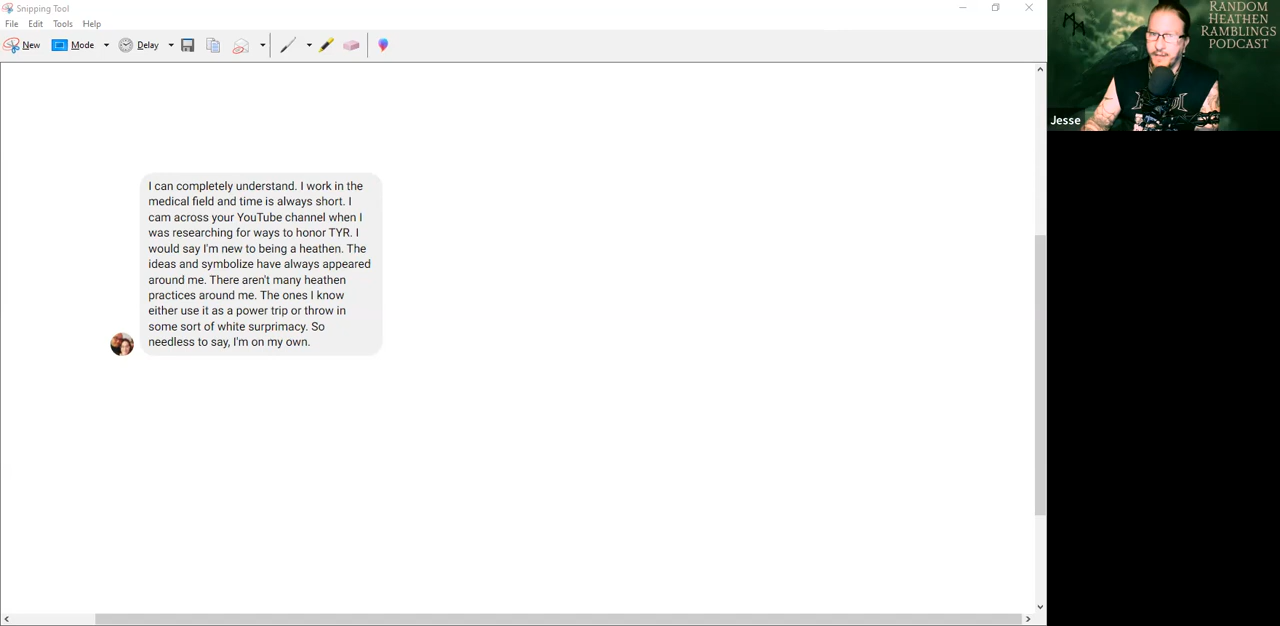 Snipping Tool
File Edit Tools Help
New Mode Delay
I can completely understand. I work in the
medical field and time is always short. I
cam across your YouTube channel when I
was researching for ways to honor TYR. I
would say I'm new to being a heathen. The
ideas and symbolize have always appeared
around me. There aren't many heathen
practices around me. The ones I know
either use it as a power trip or throw in
some sort of white surprimacy. So
needless to say, I'm on my own.
RANDOM
HEATHEN
RAMBLINGS
PODCAST
Jesse